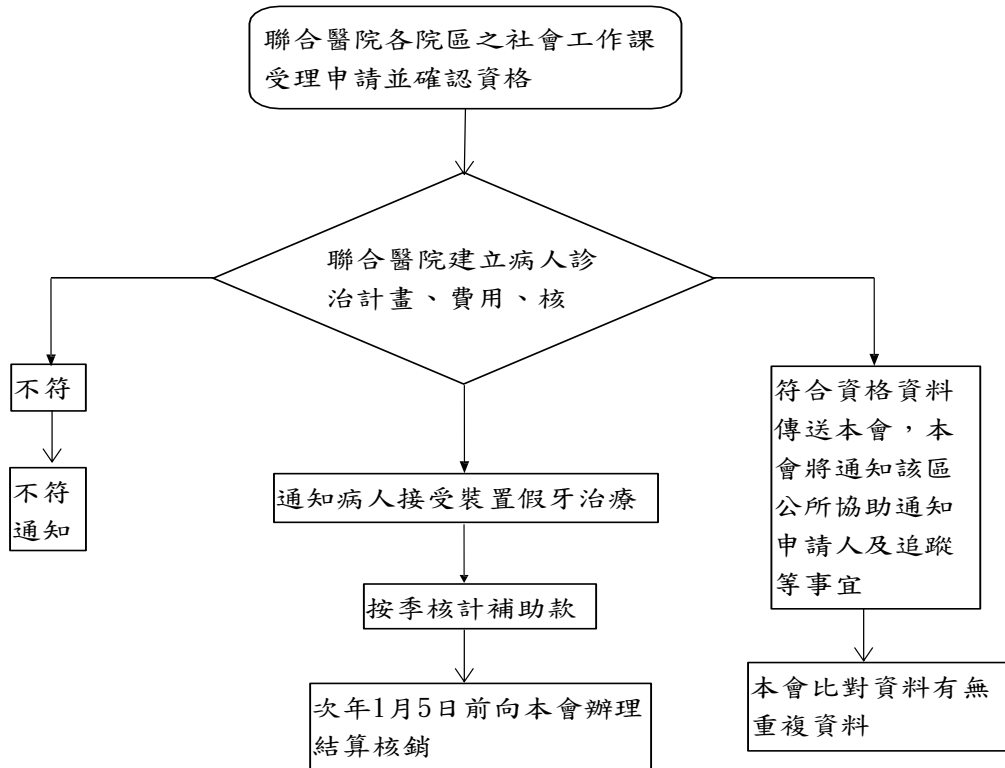 聯合醫院各院區之社會工作課
受理申請並確認資格
聯合醫院建立病人診
治計畫、費用、核
不符
不符
通知
通知病人接受裝置假牙治療
按季核計補助款
次年1月5日前向本會辦理
結算核銷
符合資格資料
傳送本會，本
會將通知該區
公所協助通知
申請人及追蹤
等事宜
本會比對資料有無
重複資料